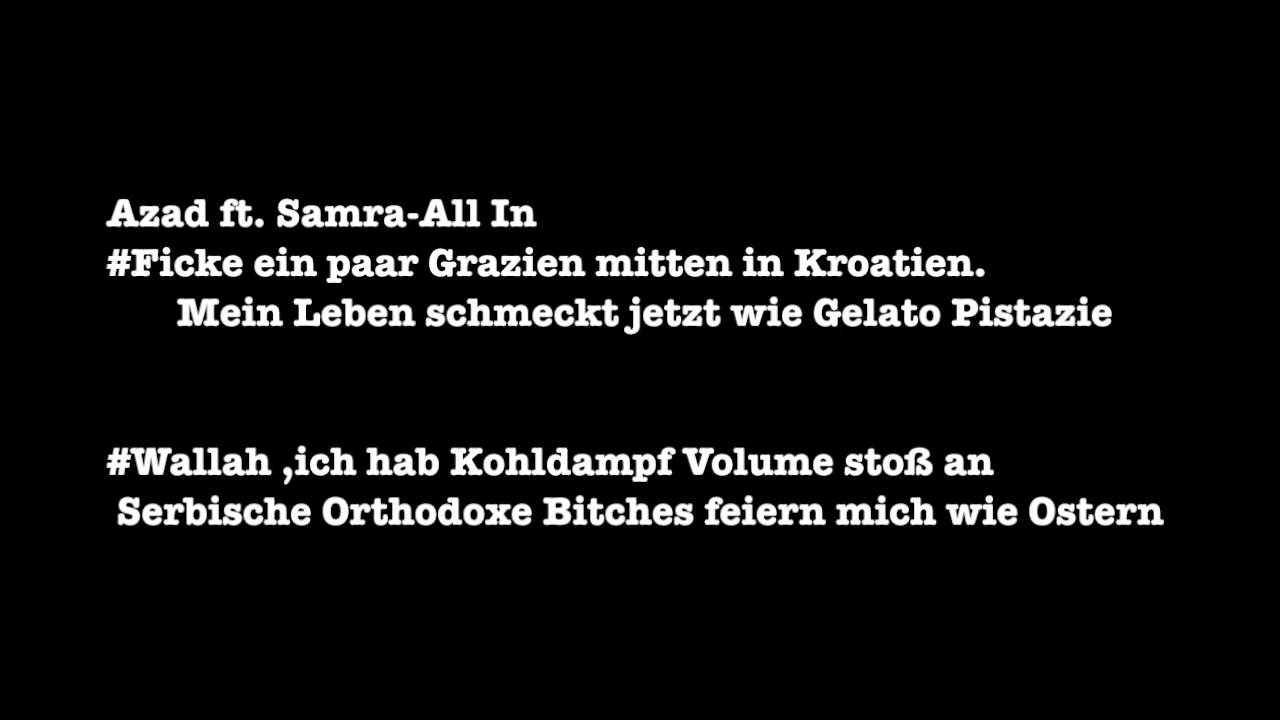 Azad ft. Samra-All In
#Ficke ein paar Grazien mitten in Kroatien.
Mein Leben schmeckt jetzt wie Gelato Pistazie
#Wallah ,ich hab Kohldampf Volume stoß an
Serbische Orthodoxe Bitches feiern mich wie Ostern